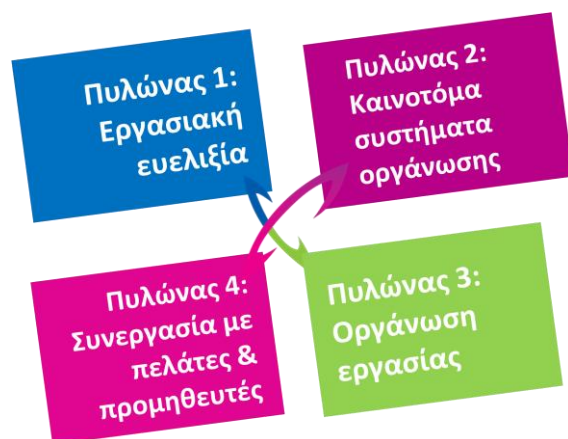 Πυλώνας 1:
Εργασιακή
ευελιξία
Πυλώνας 2:
Καινοτόμα
συστήματα
οργάνωσης
Πυλώνας 4:
Συνεργασία με
πελάτες &
προμηθευτές
Πυλώνας 3:
Οργάνωση
εργασίας